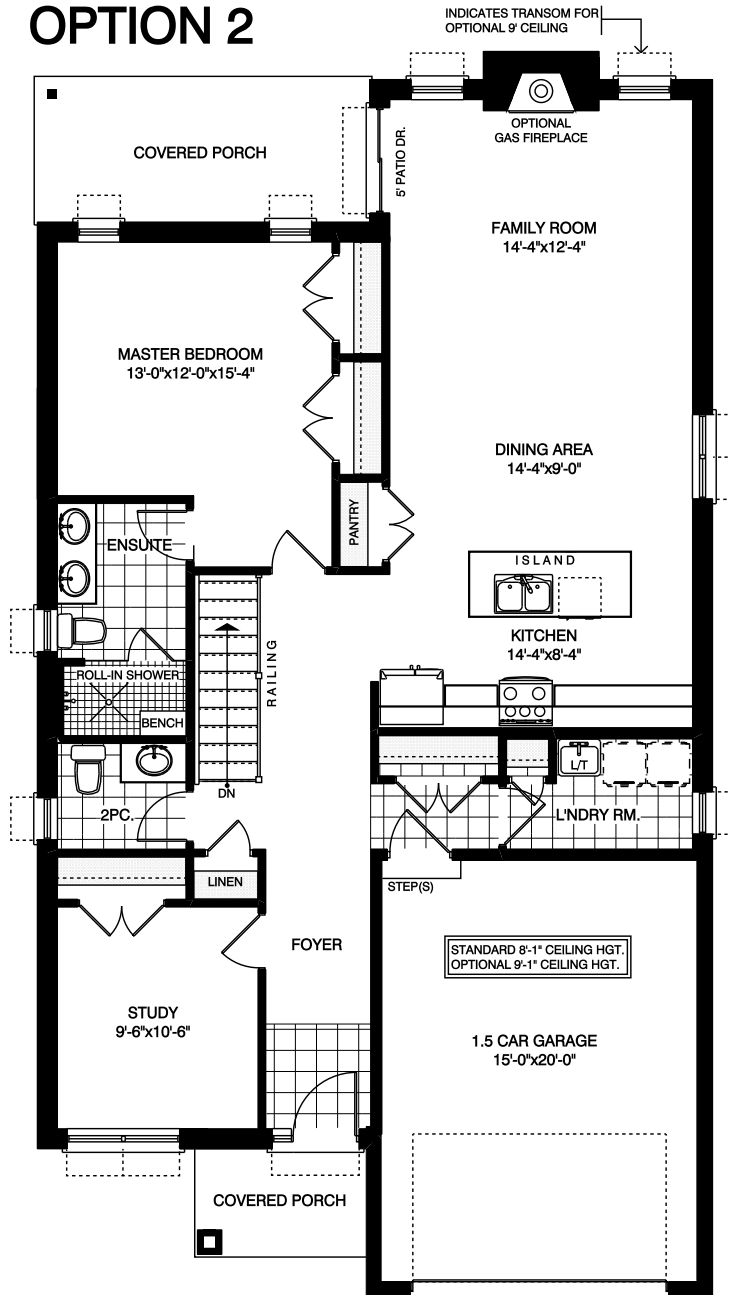 OPTION 2
INDICATES TRANSOM FOR
OPTIONAL 9' CEILING
OPTIONAL
GAS FIREPLACE
COVERED PORCH
5' PATIO DR.
FAMILY ROOM
14'-4"x12'-4"
MASTER BEDROOM
13'-0"x12'-0"x15'-4"
DINING AREA
14'-4"x9'-0"
PANTRY
ENSUITE
ISLAND
KITCHEN
14'-4"x8'-4"
RAILING
ROLL-IN SHOWER
BENCH
L/T
DN
2PC.
L'NDRY RM.
LINEN
STEP(S)
FOYER
STANDARD 8'-1" CEILING HGT.
OPTIONAL 9'-1" CEILING HGT.
STUDY
9'-6"x10'-6"
1.5 CAR GARAGE
15'-0"x20'-0"
COVERED PORCH